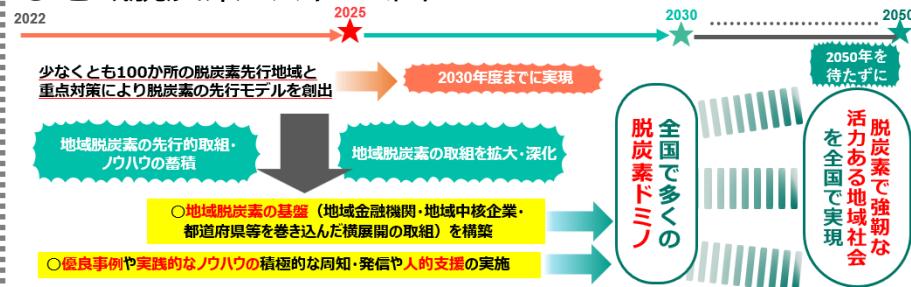 2022
2025
2030
2050
少なくとも100か所の脱炭素先行地域と
重点対策により脱炭素の先行モデルを創出
2030年度までに実現
2050年を
待たずに
地域脱炭素の先行的取組・
ノウハウの蓄積
地域脱炭素の取組を拡大・深化
〇地域脱炭素の基盤（地域金融機関・地域中核企業・
都道府県等を巻き込んだ横展開の取組）を構築
〇優良事例や実践的なノウハウの積極的な周知・発信や人的支援の実施
全国で多くの
脱炭素ドミノ
脱炭素で強靭な
活力ある地域社会
を全国で実現